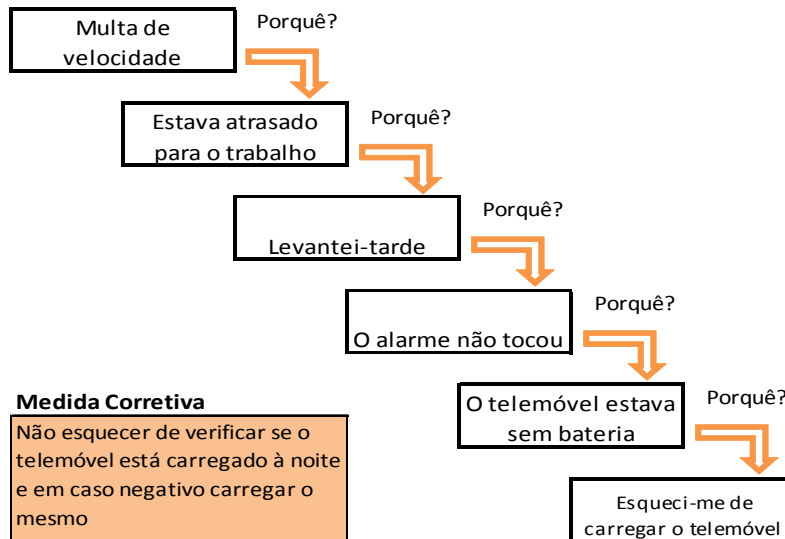 Multa de
velocidade
Porquê?
Estava atrasado
para o trabalho
Porquê?
Levantei-tarde
Porquê?
O alarme não tocou
Porquê?
O telemóvel estava
sem bateria
Porquê?
Esqueci-me de
carregar o telemóvel
Medida Corretiva
Não esquecer de verificar se o
telemóvel está carregado à noite
e em caso negativo carregar o
mesmo